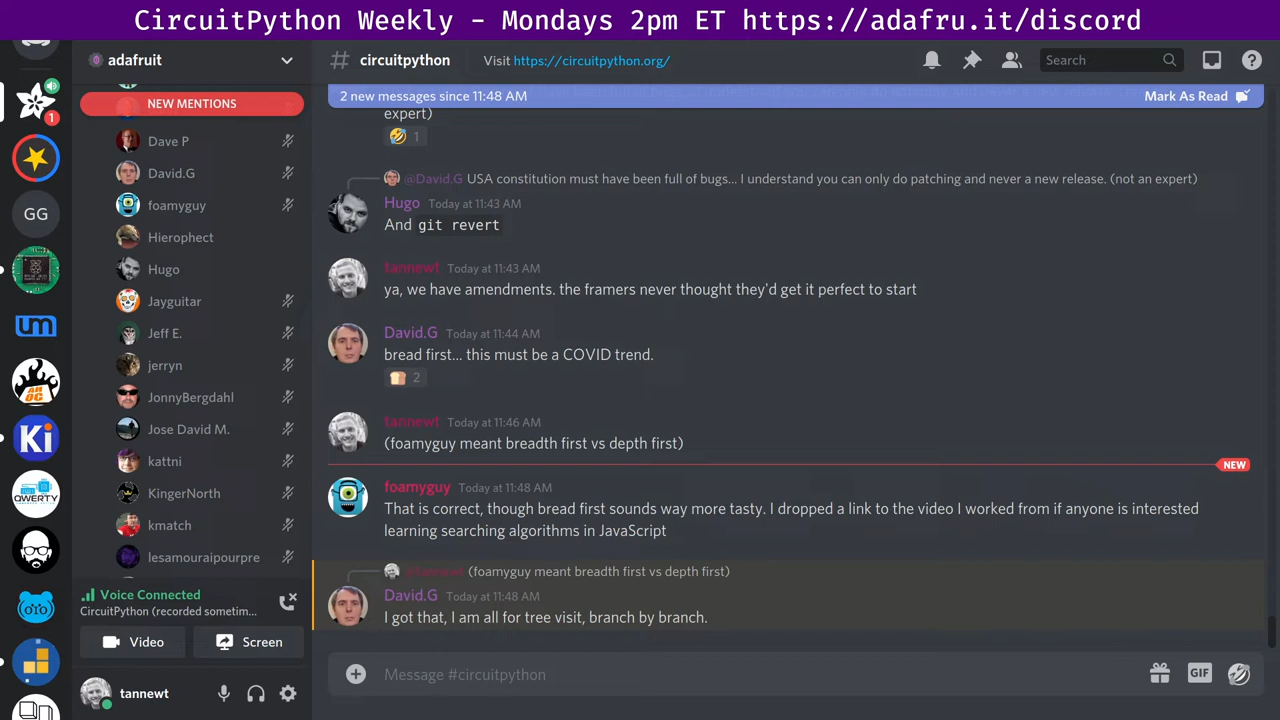 CircuitPython Weekly - Mondays 2pm ET https://adafru.it/discord
adafruit
circuitpython
Visit https://circuitpython.org/
Search
NEW MENTIONS
2 new messages since 11:48 AM
Mark As Read
1
Dave P
David.G
foamyguy
GG
Hierophect
Hugo
Jayguitar
Jeff E.
jerryn
JonnyBergdahl
Jose David M.
Ki
kattni
QWERTY
KingerNorth
kmatch
lesamouraipourpre
Voice Connected
CircuitPython (recorded sometim...
Video
Screen
tannewt
expert)
1
@David.G USA constitution must have been full of bugs... I understand you can only do patching and never a new release. (not an expert)
Hugo Today at 11:43 AM
And git revert
tannewt Today at 11:43 AM
ya, we have amendments. the framers never thought they'd get it perfect to start
David.G Today at 11:44 AM
bread first... this must be a COVID trend.
2
tannewt Today at 11:46 AM
(foamyguy meant breadth first vs depth first)
NEW
foamyguy Today at 11:48 AM
That is correct, though bread first sounds way more tasty. I dropped a link to the video I worked from if anyone is interested
learning searching algorithms in JavaScript
@tannewt (foamyguy meant breadth first vs depth first)
David.G Today at 11:48 AM
I got that, I am all for tree visit, branch by branch.
Message #circuitpython
GIF